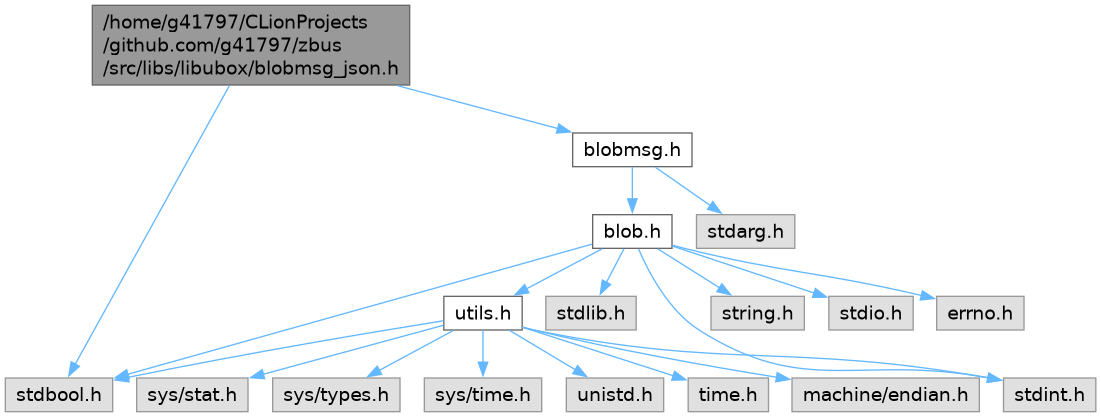 /home/g41797/CLionProjects
/github.com/g41797/zbus
/src/libs/libubox/blobmsg_json.h
blobmsg.h
blob.h
stdarg.h
utils.h
stdlib.h
string.h
stdio.h
errno.h
stdbool.h
sys/stat.h
sys/types.h
sys/time.h
unistd.h
time.h
machine/endian.h
stdint.h